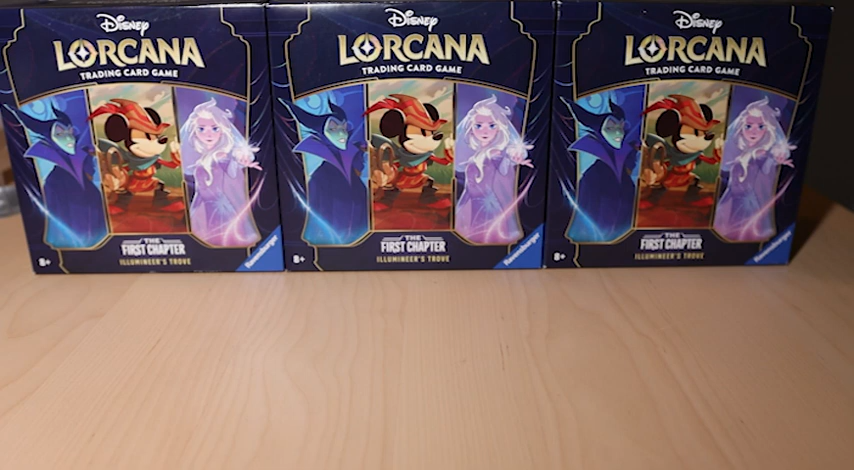 Disney
LORCANA
TRADING CARD GAME
THE
FIRST CHAPTER
ILLUMINEER'S TROVE
8+
Ravensburger
Disney
LORCANA
TRADING CARD GAME
THE
FIRST CHAPTER
ILLUMINEER'S TROVE
8+
Ravensburger
Disney
LORCANA
TRADING CARD GAME
THE
FIRST CHAPTER
ILLUMINEER'S TROVE
8+
Ravensburger